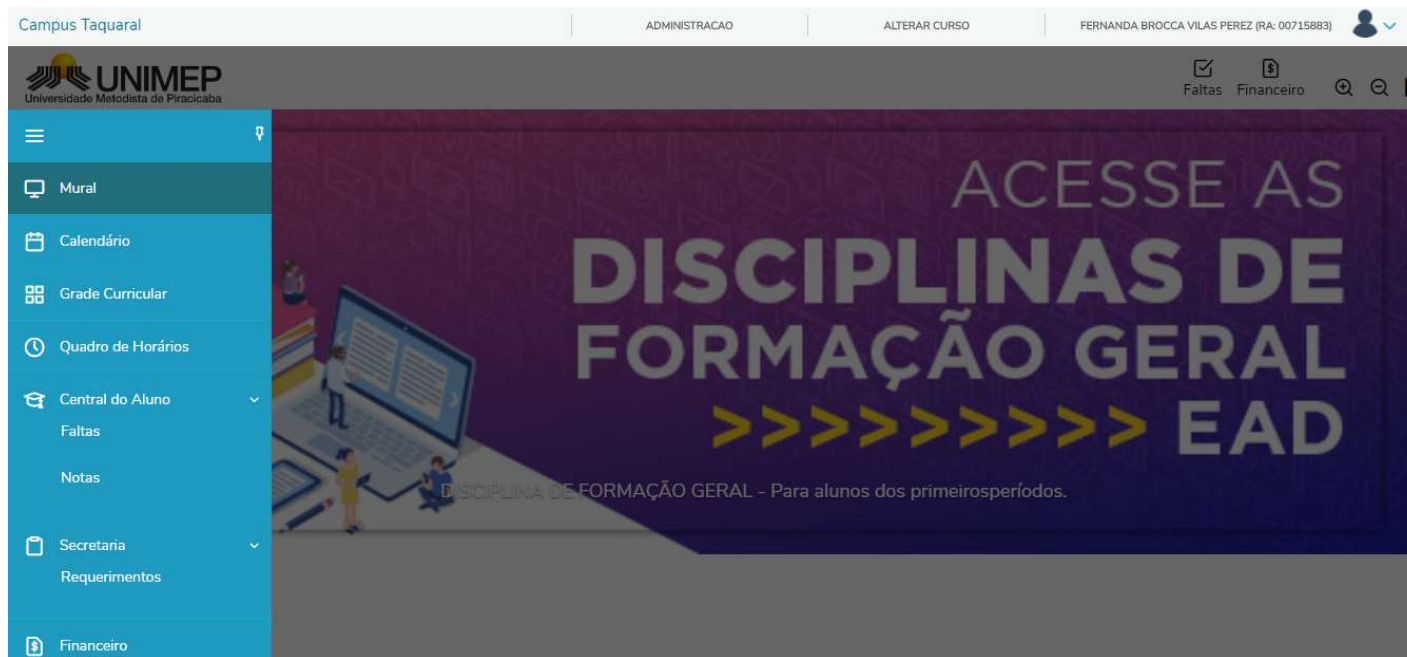 Campus Taquaral
ADMINISTRACAO
ALTERAR CURSO
FERNANDA BROCCA VILAS PEREZ (RA: 00715883)
UNIMEP
Universidade Metodista de Piracicaba
Faltas
Financeiro
Mural
Calendário
Grade Curricular
Quadro de Horários
Central do Aluno
Faltas
Notas
Secretaria
Requerimentos
Financeiro
ACESSE AS
DISCIPLINAS DE
FORMAÇÃO GERAL
>>>>>>>>> EAD
DISCIPLINA DE FORMAÇÃO GERAL - Para alunos dos primeirosperíodos.